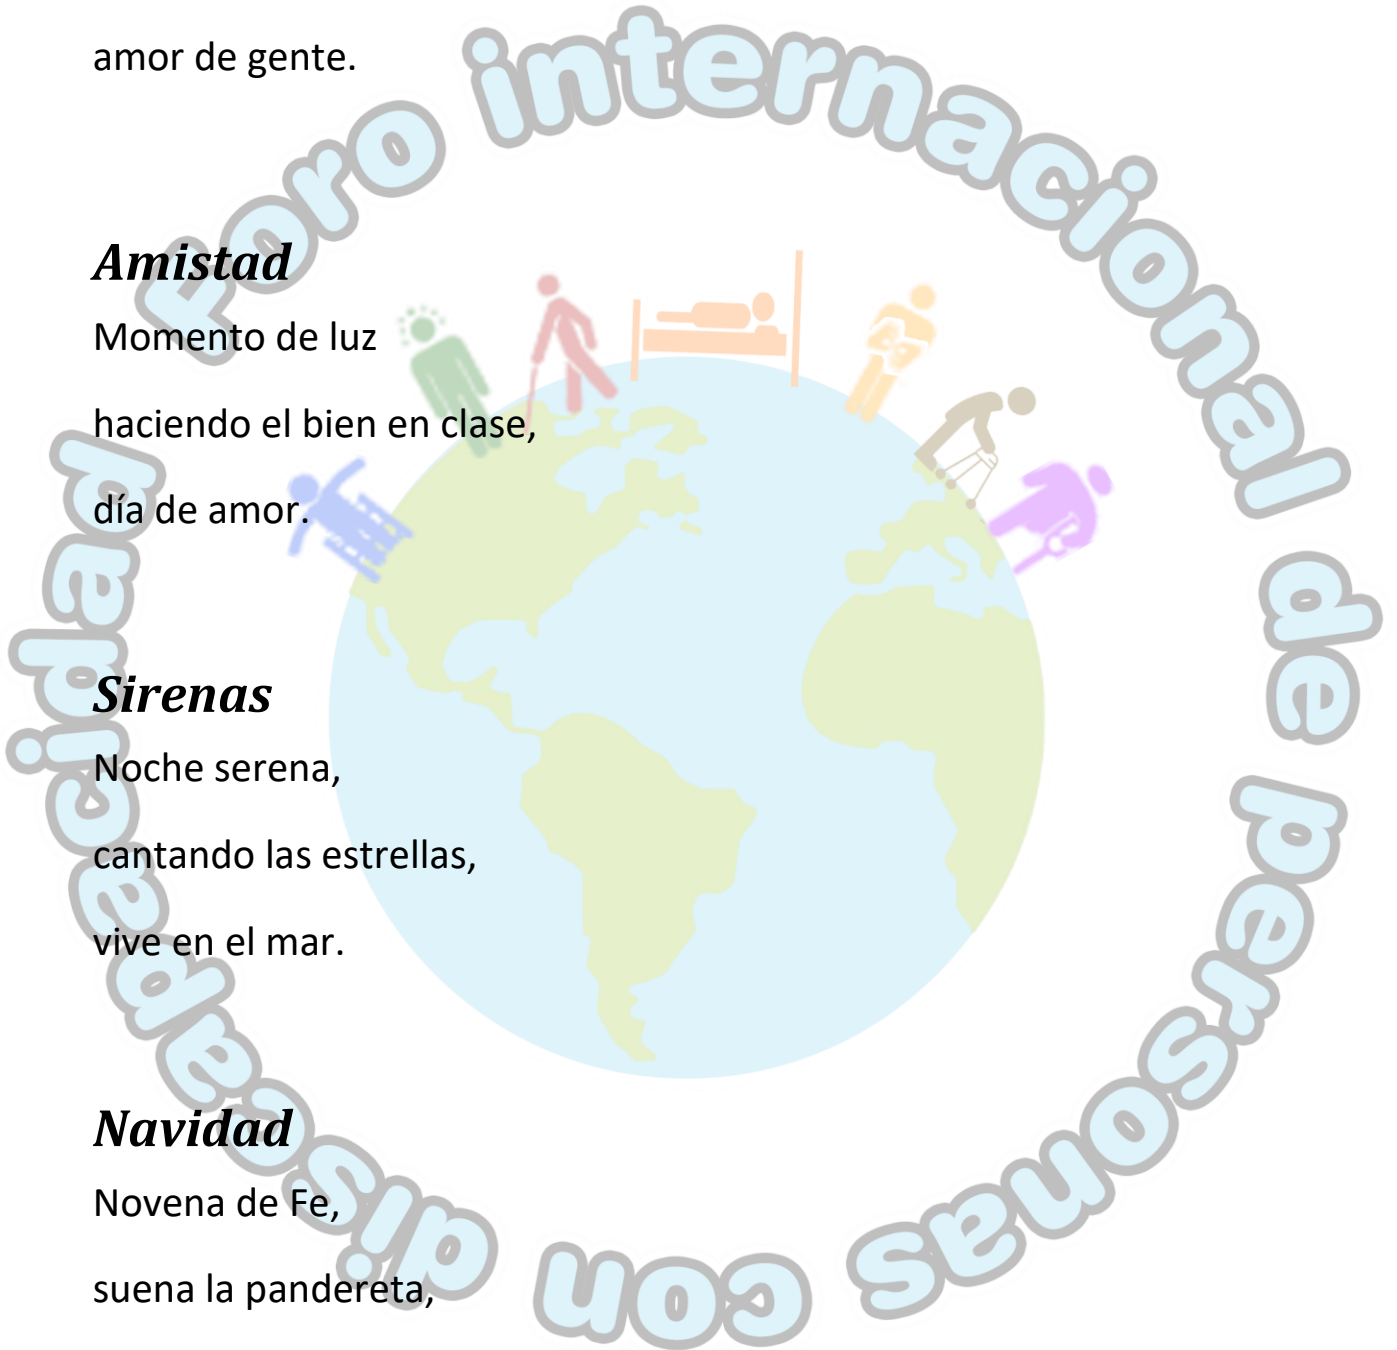 amor de gente.
Amistad
Momento de luz
haciendo el bien en clase,
día de amor.
Sirenas
Noche serena,
cantando las estrellas,
vive en el mar.
Navidad
Novena de Fe,
suena la pandereta,
Foro internacional de personas con discapacidad